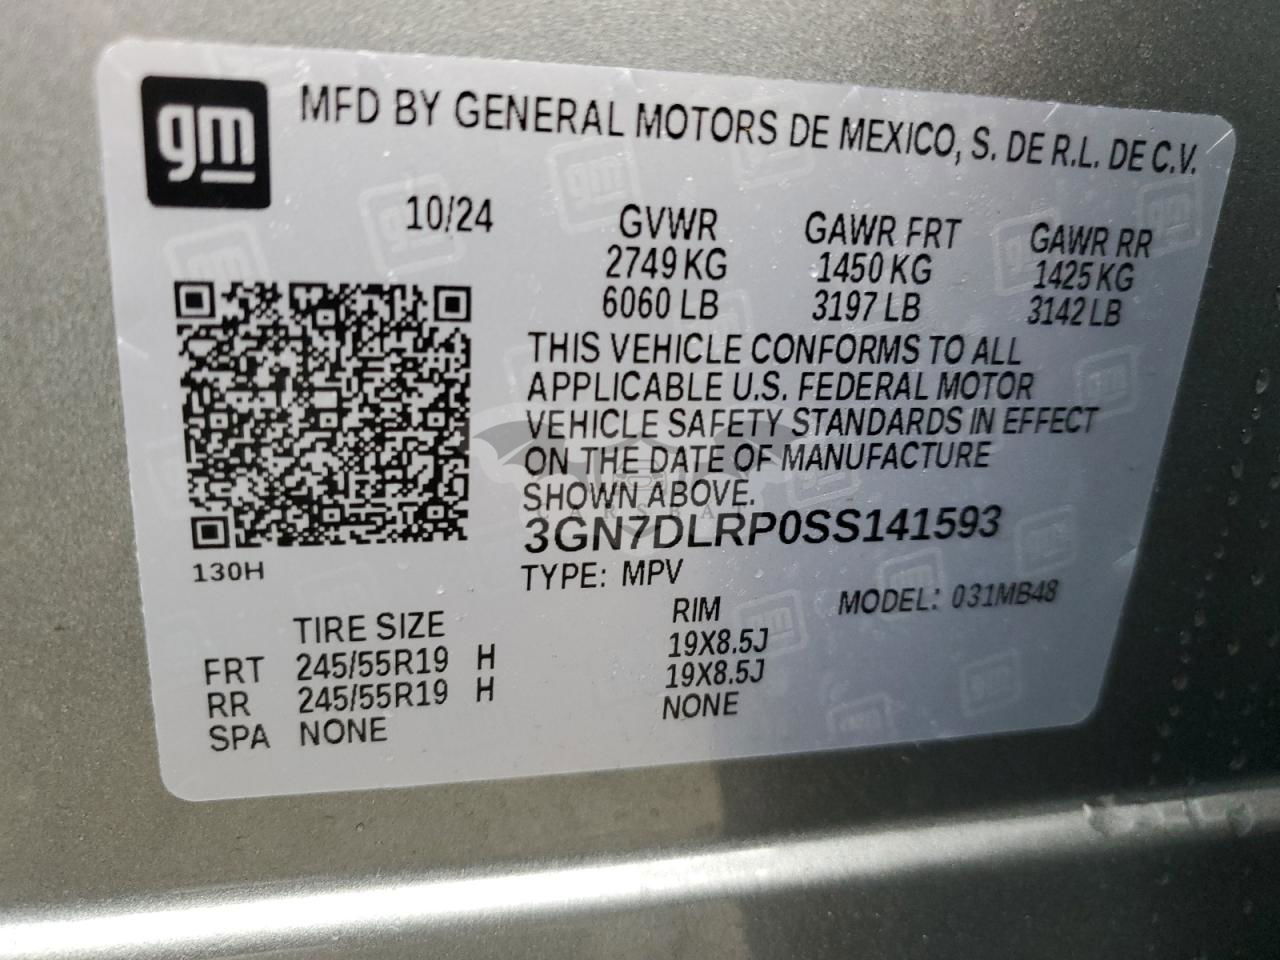 gm
MFD BY GENERAL MOTORS DE MEXICO, S. DE R.L. DE C.V.
10/24
GVWR GAWR FRT GAWR RR
2749 KG 1450 KG 1425 KG
6060 LB 3197 LB 3142 LB
THIS VEHICLE CONFORMS TO ALL
APPLICABLE U.S. FEDERAL MOTOR
VEHICLE SAFETY STANDARDS IN EFFECT
ON THE DATE OF MANUFACTURE
SHOWN ABOVE.
3GN7DLRP0SS141593
130H
TYPE: MPV MODEL: 031MB48
TIRE SIZE RIM
FRT 245/55R19 H 19X8.5J
RR 245/55R19 H 19X8.5J
SPA NONE NONE